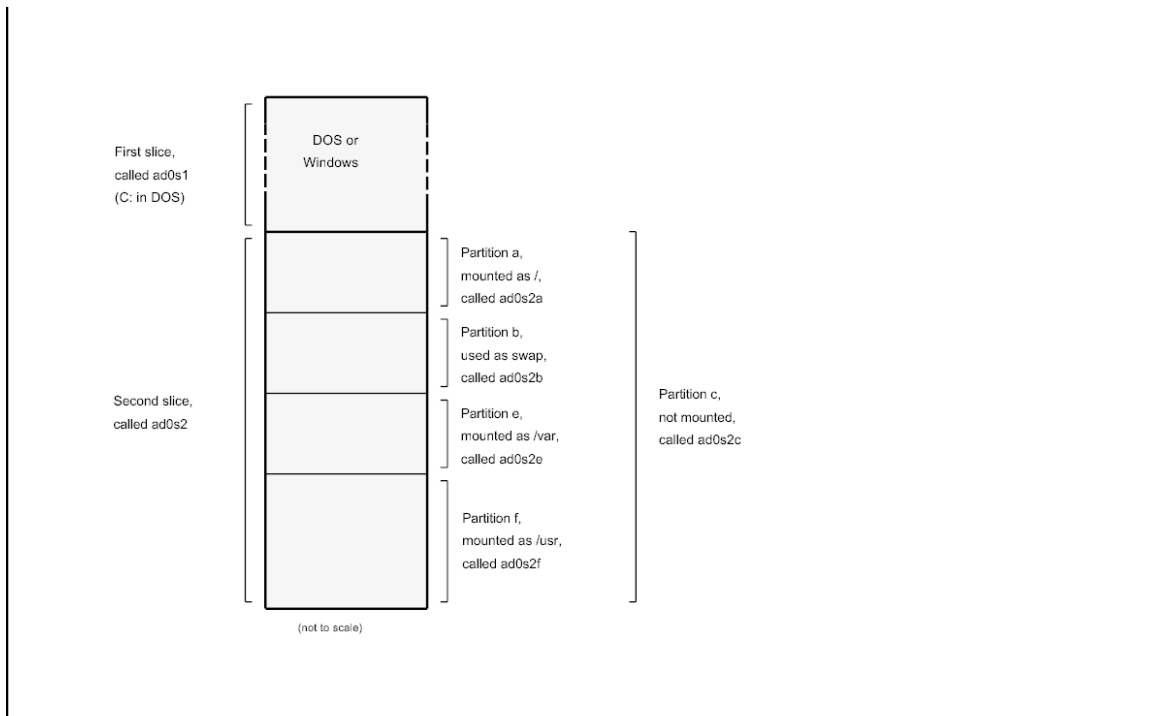 DOS or
Windows
First slice,
called ad0s1
(C: in DOS)
Partition a,
mounted as /,
called ad0s2a
Partition b,
used as swap,
called ad0s2b
Second slice,
called ad0s2
Partition c,
not mounted,
called ad0s2c
Partition e,
mounted as /var,
called ad0s2e
Partition f,
mounted as /usr,
called ad0s2f
(not to scale)